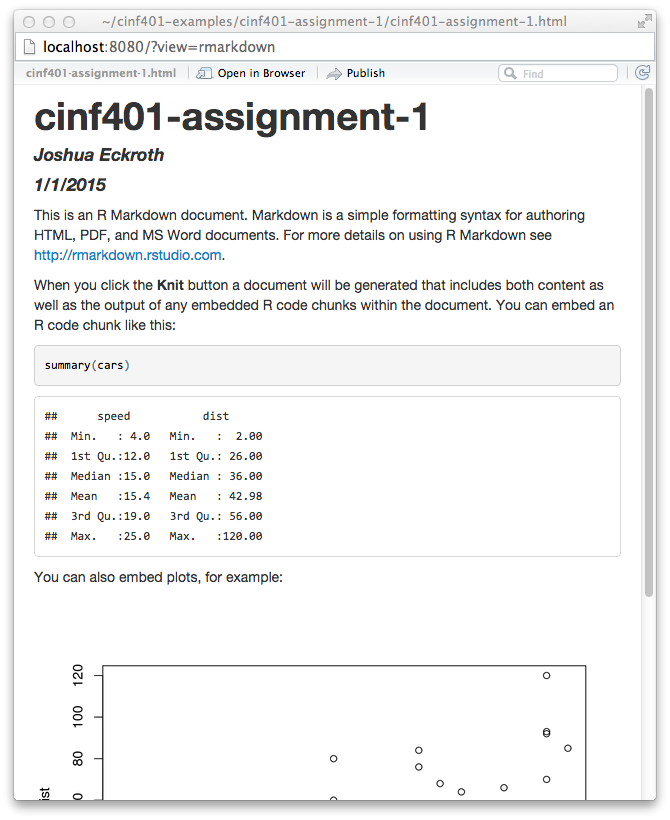 ~/cinf401-examples/cinf401-assignment-1/cinf401-assignment-1.html
localhost:8080/?view=rmarkdown
cinf401-assignment-1.html Open in Browser Publish Find
cinf401-assignment-1
Joshua Eckroth
1/1/2015
This is an R Markdown document. Markdown is a simple formatting syntax for authoring
HTML, PDF, and MS Word documents. For more details on using R Markdown see
http://rmarkdown.rstudio.com.
When you click the Knit button a document will be generated that includes both content as
well as the output of any embedded R code chunks within the document. You can embed an
R code chunk like this:
summary(cars)
##      speed           dist
##  Min.   : 4.0   Min.   :  2.00
##  1st Qu.:12.0   1st Qu.: 26.00
##  Median :15.0   Median : 36.00
##  Mean   :15.4   Mean   : 42.98
##  3rd Qu.:19.0   3rd Qu.: 56.00
##  Max.   :25.0   Max.   :120.00
You can also embed plots, for example:
120
100
80